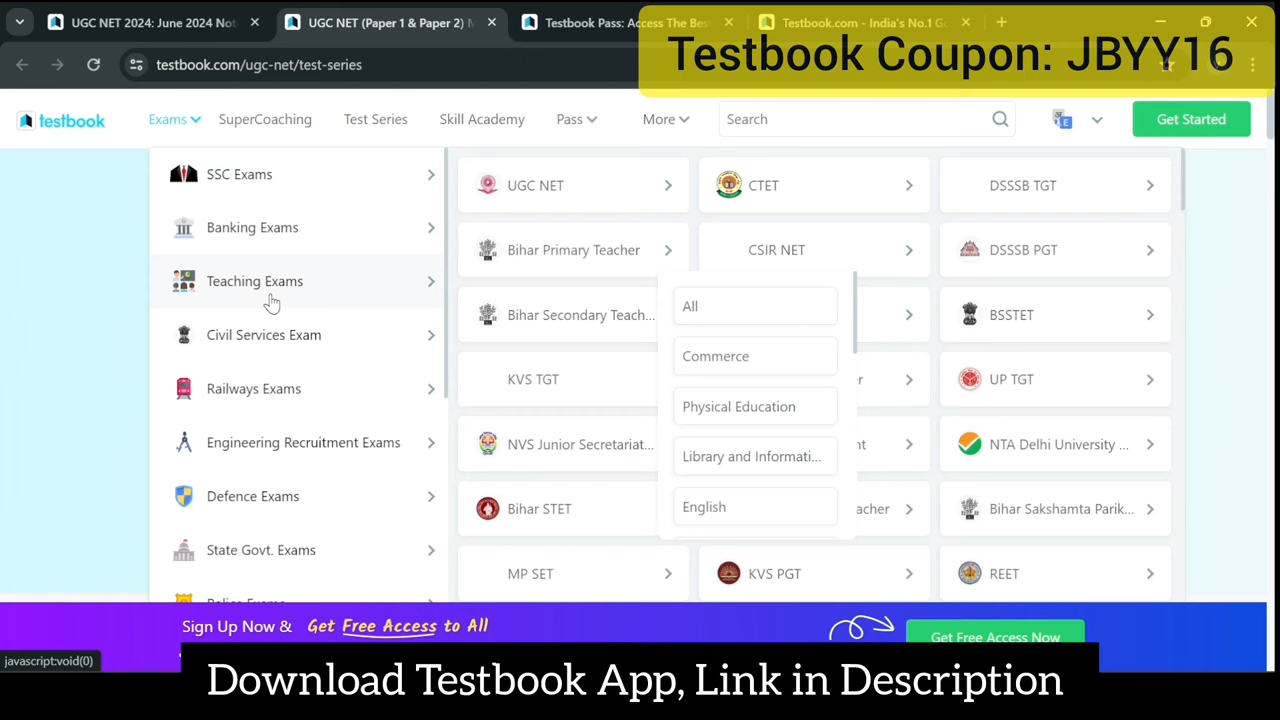 UGC NET 2024: June 2024 Not
UGC NET (Paper 1 & Paper 2) M
Testbook Pass: Access The Bes
Testbook.com - India's No.1 Go
Testbook Coupon: JBYY16
testbook.com/ugc-net/test-series
testbook
Exams
SuperCoaching
Test Series
Skill Academy
Pass
More
Search
E
Get Started
SSC Exams
Banking Exams
Teaching Exams
Civil Services Exam
Railways Exams
Engineering Recruitment Exams
Defence Exams
State Govt. Exams
Police Exams
UGC NET
CTET
DSSSB TGT
Bihar Primary Teacher
CSIR NET
DSSSB PGT
Bihar Secondary Teach...
BSSTET
KVS TGT
er
UP TGT
NVS Junior Secretariat...
nt
NTA Delhi University ...
Bihar STET
acher
Bihar Sakshamta Parik...
MP SET
KVS PGT
REET
All
Commerce
Physical Education
Library and Informati...
English
Sign Up Now & Get Free Access to All
Get Free Access Now
javascript:void(0)
Download Testbook App, Link in Description